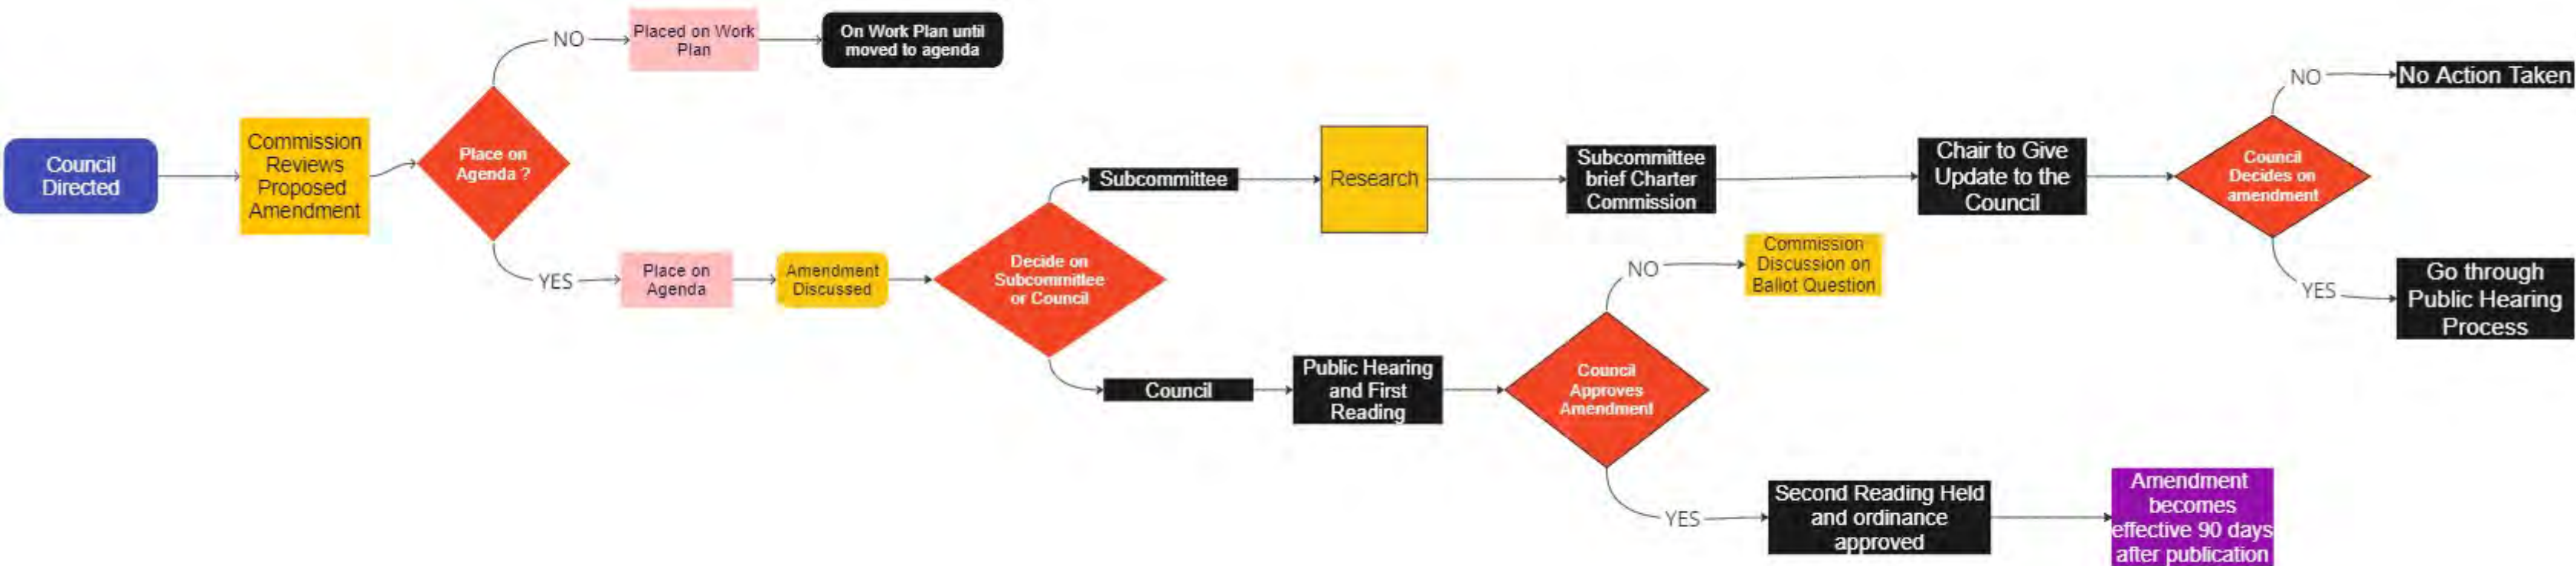 Council
Directed
Commission
Reviews
Proposed
Amendment
Place on
Agenda ?
NO
Placed on Work
Plan
On Work Plan until
moved to agenda
YES
Place on
Agenda
Amendment
Discussed
Decide on
Subcommittee
or Council
Subcommittee
Research
Subcommittee
brief Charter
Commission
Chair to Give
Update to the
Council
Council
Decides on
amendment
NO
No Action Taken
YES
Go through
Public Hearing
Process
Council
Public Hearing
and First
Reading
Council
Approves
Amendment
NO
Commission
Discussion on
Ballot Question
YES
Second Reading Held
and ordinance
approved
Amendment
becomes
effective 90 days
after publication